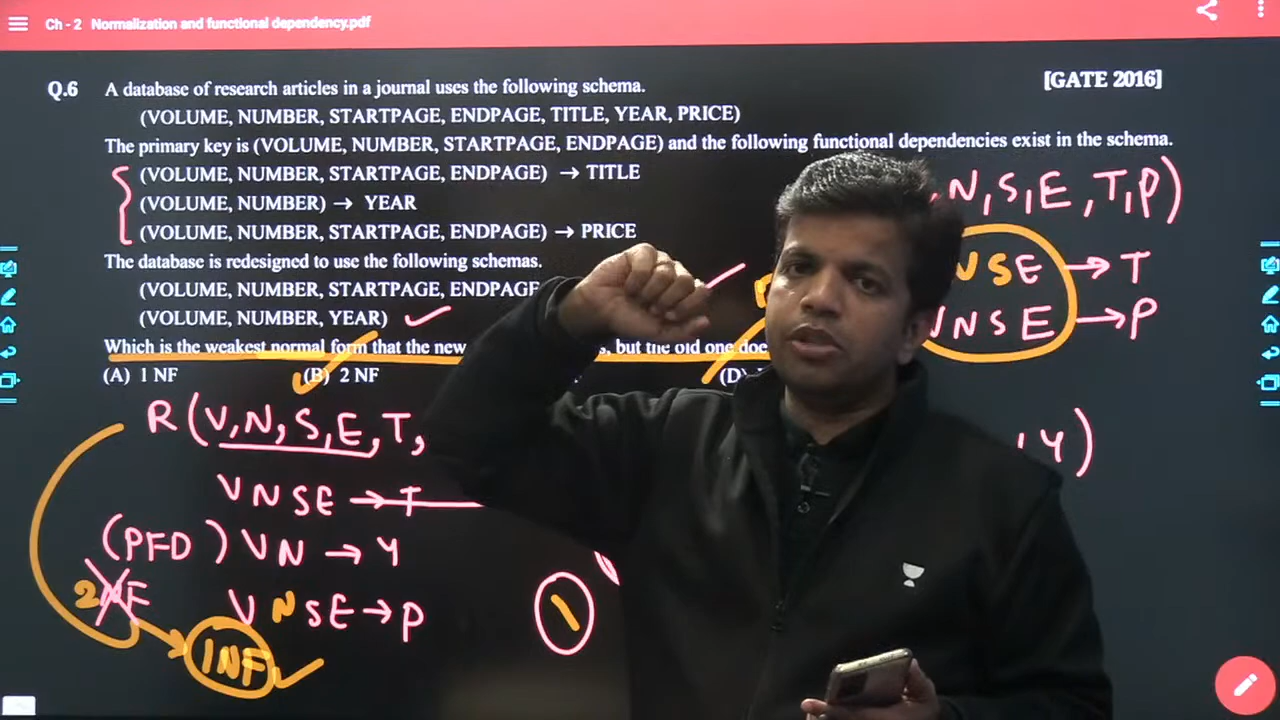 Ch - 2 Normalization and functional dependency.pdf
Q.6 A database of research articles in a journal uses the following schema. [GATE 2016]
(VOLUME, NUMBER, STARTPAGE, ENDPAGE, TITLE, YEAR, PRICE)
The primary key is (VOLUME, NUMBER, STARTPAGE, ENDPAGE) and the following functional dependencies exist in the schema.
(VOLUME, NUMBER, STARTPAGE, ENDPAGE) → TITLE
(VOLUME, NUMBER) → YEAR
(VOLUME, NUMBER, STARTPAGE, ENDPAGE) → PRICE
The database is redesigned to use the following schemas.
(VOLUME, NUMBER, STARTPAGE, ENDPAGE
(VOLUME, NUMBER, YEAR)
Which is the weakest normal form that the new , but the old one
(A) 1 NF (B) 2 NF (D)
R(V,N,S,E,T,
VNSE → T
(PFD) VN → Y
2NF VNSE → P
1NF
,N,S,E,T,P)
NSE → T
VNSE → P
,Y)